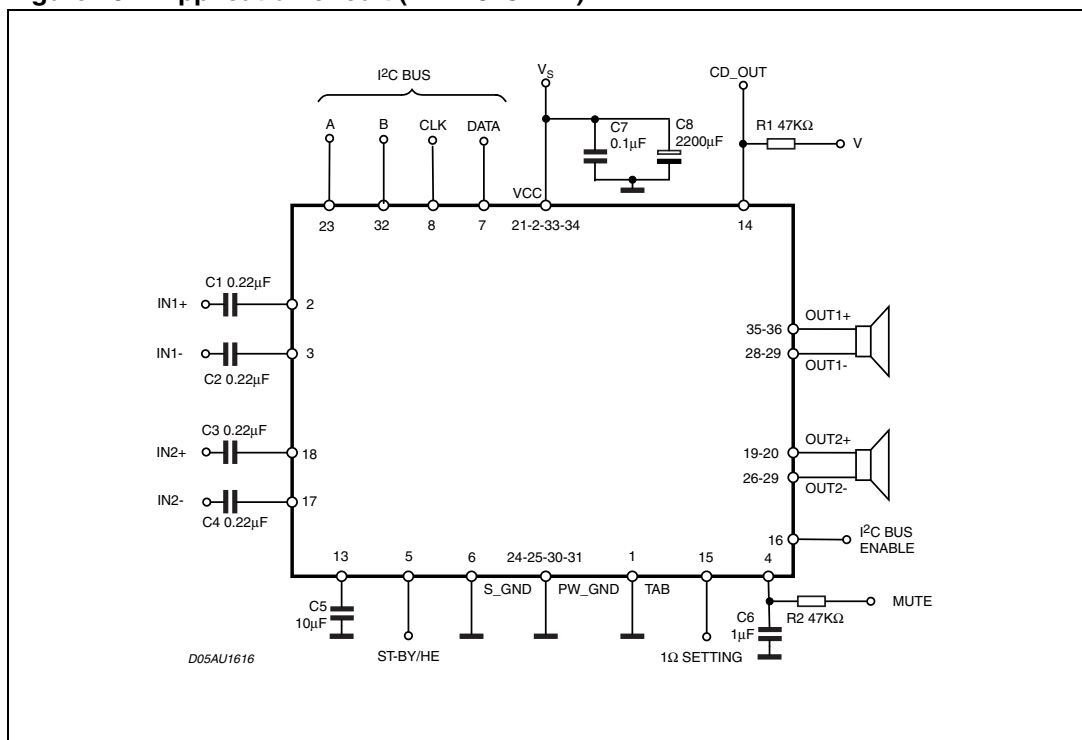 I²C BUS
A
B
CLK
DATA
VS
CD_OUT
C7
0.1µF
C8
2200µF
R1 47KΩ
V
VCC
23
32
8
7
21-2-33-34
14
C1 0.22µF
IN1+
2
IN1-
3
C2 0.22µF
C3 0.22µF
IN2+
18
IN2-
17
C4 0.22µF
35-36
OUT1+
28-29
OUT1-
19-20
OUT2+
26-29
OUT2-
16
I²C BUS
ENABLE
13
5
6
24-25-30-31
1
15
4
S_GND
PW_GND
TAB
C5
10µF
ST-BY/HE
1Ω SETTING
C6
1µF
R2 47KΩ
MUTE
D05AU1616